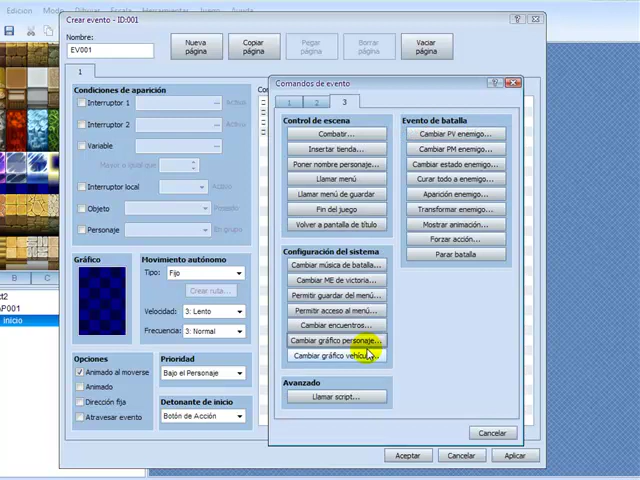 Edicion Modo Dibujar Escala Herramientas Juego Ayuda
Crear evento - ID:001
Nombre:
EV001
Nueva página
Copiar página
Pegar página
Borrar página
Vaciar página
1
Condiciones de aparición
Interruptor 1
Activa
Interruptor 2
Variable
Mayor o igual que
Interruptor local
Objeto
Personaje
Gráfico
Movimiento autónomo
Tipo: Fijo
Crear ruta...
Velocidad: 3: Lento
Frecuencia: 3: Normal
Opciones
Animado al moverse
Animado
Dirección fija
Atravesar evento
Prioridad
Bajo el Personaje
Detonante de inicio
Botón de Acción
Aceptar
Cancelar
Aplicar
Comandos de evento
1 2 3
Control de escena
Combatir...
Insertar tienda...
Poner nombre personaje...
Llamar menú
Llamar menú de guardar
Fin del juego
Volver a pantalla de título
Configuración del sistema
Cambiar música de batalla...
Cambiar ME de victoria...
Permitir guardar del menú...
Permitir acceso al menú...
Cambiar encuentros...
Cambiar gráfico personaje...
Cambiar gráfico vehículo...
Avanzado
Llamar script...
Evento de batalla
Cambiar PV enemigo...
Cambiar PM enemigo...
Cambiar estado enemigo...
Curar todo a enemigo...
Aparición enemigo...
Transformar enemigo...
Mostrar animación...
Forzar acción...
Parar batalla
Cancelar
B C
AP001
Inicio